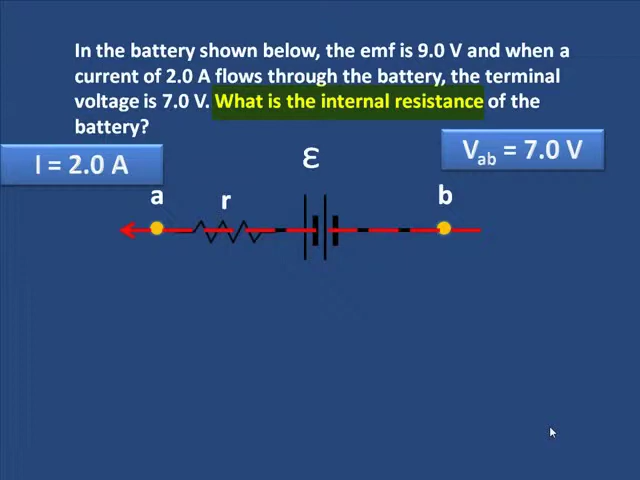 In the battery shown below, the emf is 9.0 V and when a
current of 2.0 A flows through the battery, the terminal
voltage is 7.0 V. What is the internal resistance of the
battery?
I = 2.0 A
ε
Vab = 7.0 V
a
r
b